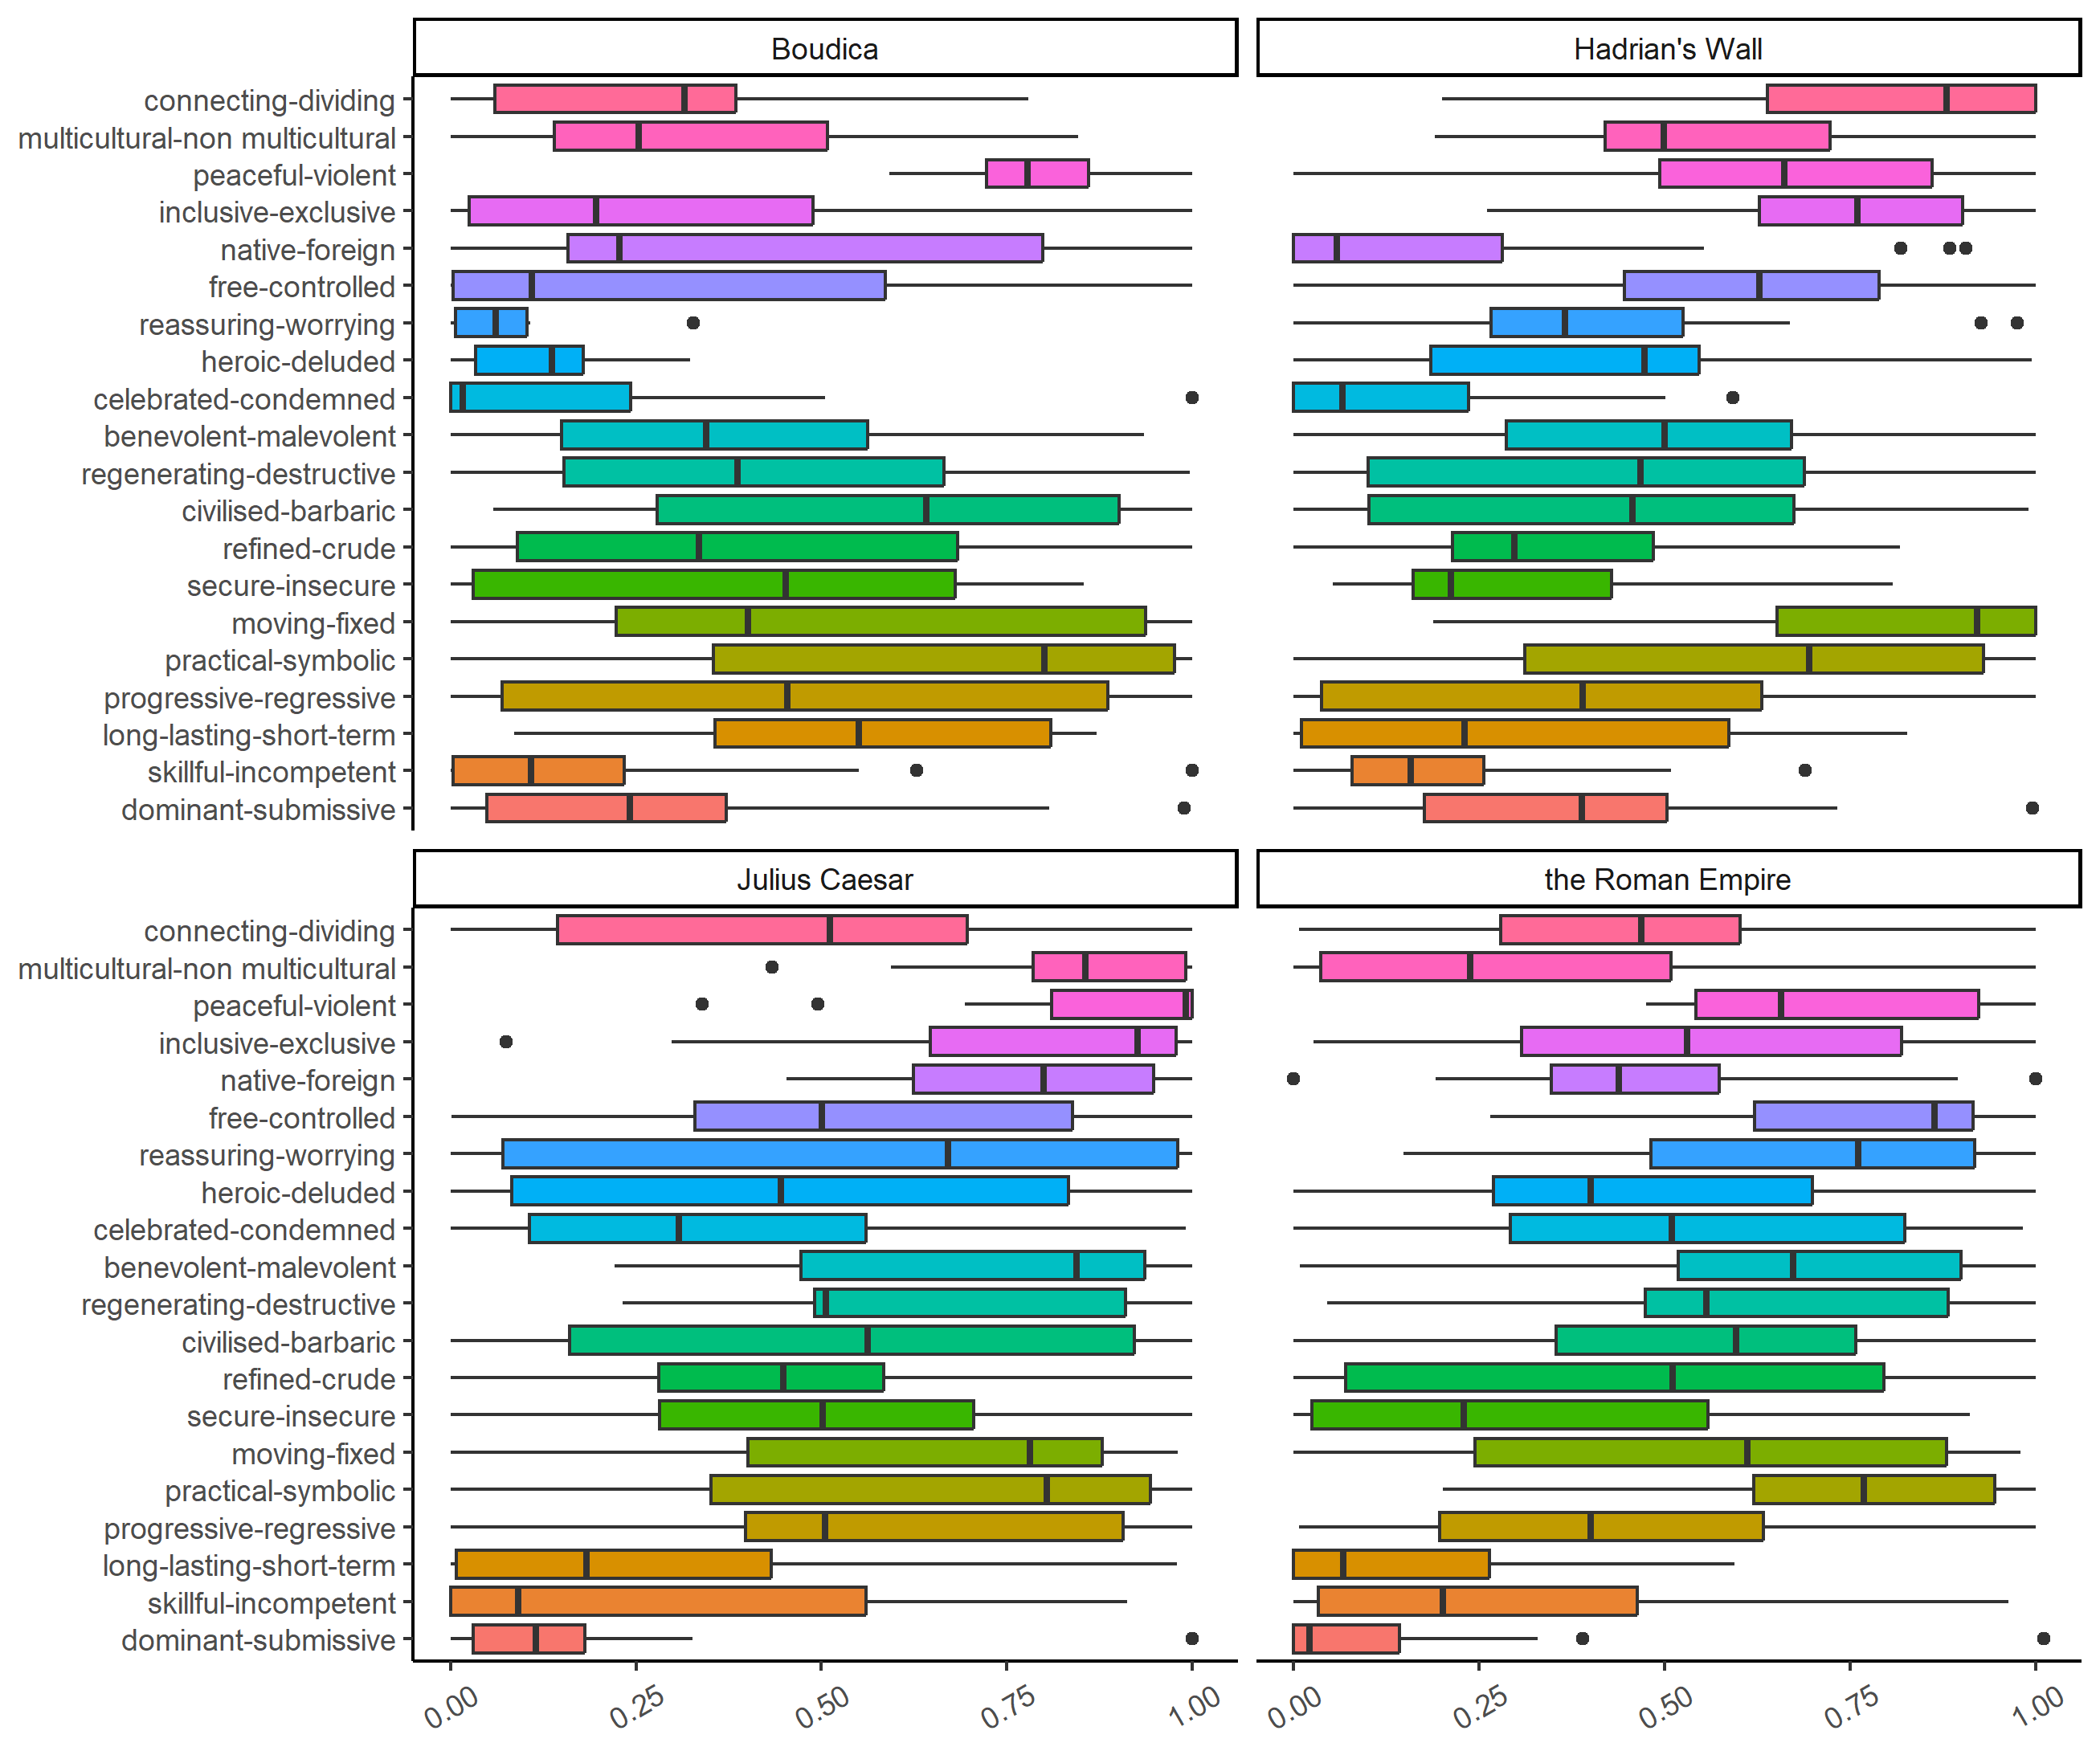 Boudica
Hadrian's Wall
connecting-dividing
multicultural-non multicultural
peaceful-violent
inclusive-exclusive
native-foreign
free-controlled
reassuring-worrying
heroic-deluded
celebrated-condemned
benevolent-malevolent
regenerating-destructive
civilised-barbaric
refined-crude
secure-insecure
moving-fixed
practical-symbolic
progressive-regressive
long-lasting-short-term
skillful-incompetent
dominant-submissive
Julius Caesar
the Roman Empire
connecting-dividing
multicultural-non multicultural
peaceful-violent
inclusive-exclusive
native-foreign
free-controlled
reassuring-worrying
heroic-deluded
celebrated-condemned
benevolent-malevolent
regenerating-destructive
civilised-barbaric
refined-crude
secure-insecure
moving-fixed
practical-symbolic
progressive-regressive
long-lasting-short-term
skillful-incompetent
dominant-submissive
0.00 0.25 0.50 0.75 1.00
0.00 0.25 0.50 0.75 1.00